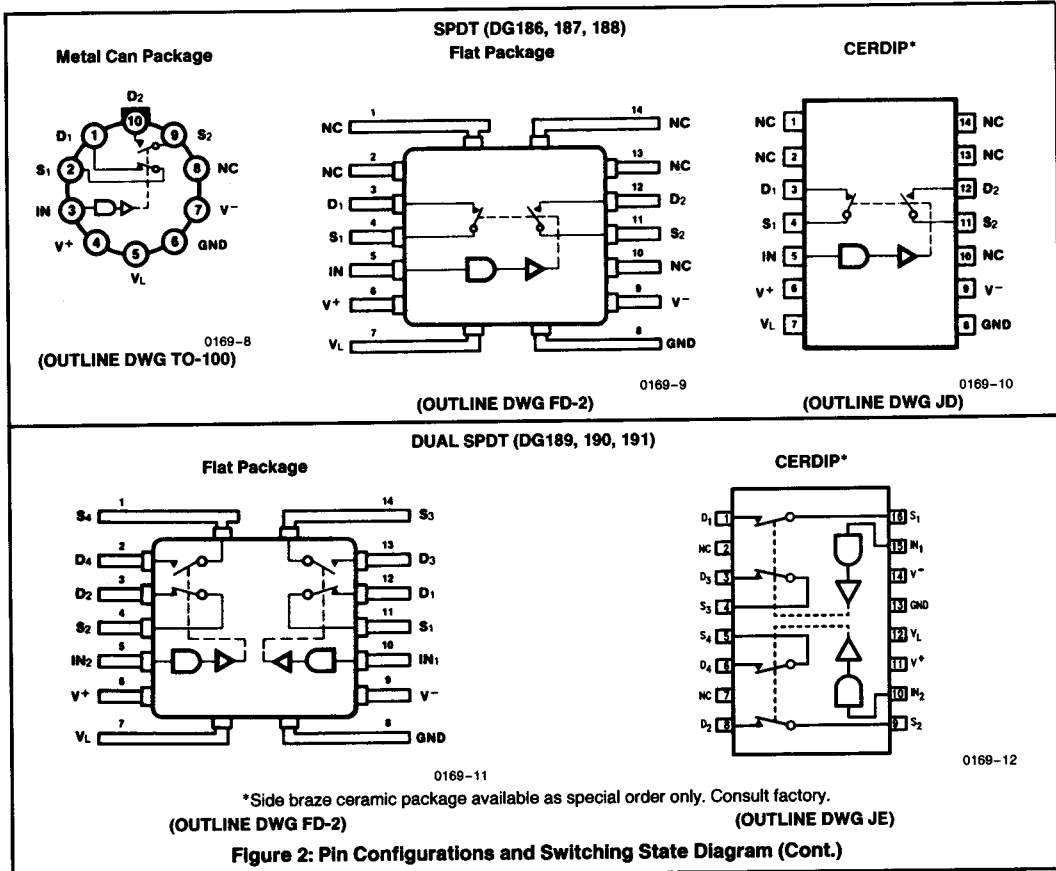 SPDT (DG186, 187, 188)
Metal Can Package
Flat Package
CERDIP*
D2
10
D1
1
9
S2
S1
2
8
NC
IN
3
7
V−
V+
4
5
6
GND
VL
0169-8
(OUTLINE DWG TO-100)
1
NC
14
NC
2
NC
13
NC
3
D1
12
D2
4
S1
11
S2
5
IN
10
NC
6
V+
9
V−
7
VL
8
GND
0169-9
(OUTLINE DWG FD-2)
NC 1
14 NC
NC 2
13 NC
D1 3
12 D2
S1 4
11 S2
IN 5
10 NC
V+ 6
9 V−
VL 7
8 GND
0169-10
(OUTLINE DWG JD)
DUAL SPDT (DG189, 190, 191)
Flat Package
CERDIP*
1
S4
14
S3
2
D4
13
D3
3
D2
12
D1
4
S2
11
S1
5
IN2
10
IN1
6
V+
9
V−
7
VL
8
GND
0169-11
D1 1
16 S1
NC 2
15 IN1
D3 3
14 V−
S3 4
13 GND
S4 5
12 VL
D4 6
11 V+
NC 7
10 IN2
D2 8
9 S2
0169-12
*Side braze ceramic package available as special order only. Consult factory.
(OUTLINE DWG FD-2)
(OUTLINE DWG JE)
Figure 2: Pin Configurations and Switching State Diagram (Cont.)